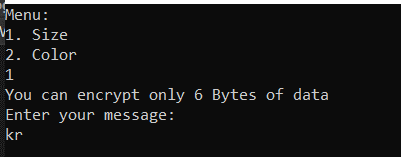 Menu:
1. Size
2. Color
1
You can encrypt only 6 Bytes of data
Enter your message:
kr